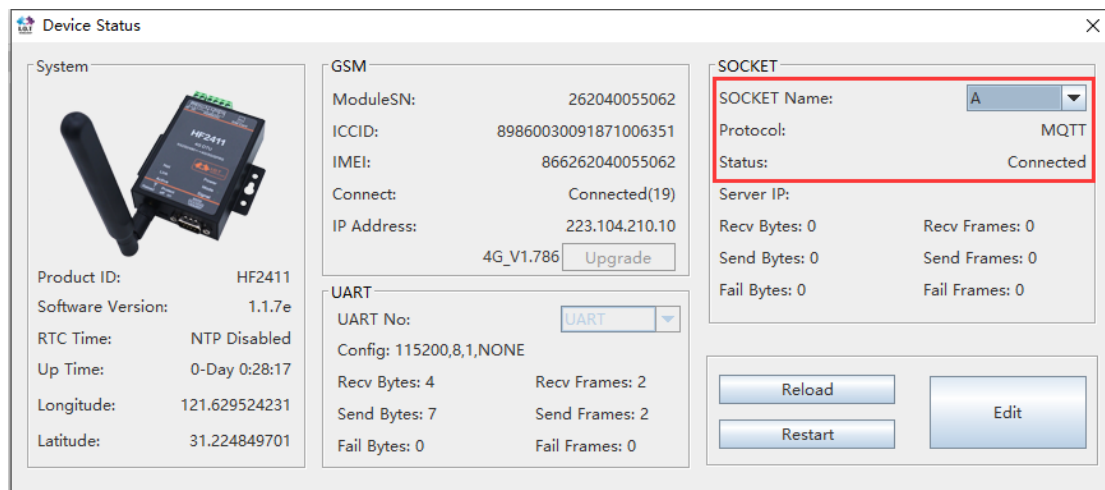 Device Status
System
HF2411
Product ID: HF2411
Software Version: 1.1.7e
RTC Time: NTP Disabled
Up Time: 0-Day 0:28:17
Longitude: 121.629524231
Latitude: 31.224849701
GSM
ModuleSN: 262040055062
ICCID: 89860030091871006351
IMEI: 866262040055062
Connect: Connected(19)
IP Address: 223.104.210.10
4G_V1.786 Upgrade
UART
UART No: UART
Config: 115200,8,1,NONE
Recv Bytes: 4 Recv Frames: 2
Send Bytes: 7 Send Frames: 2
Fail Bytes: 0 Fail Frames: 0
SOCKET
SOCKET Name: A
Protocol: MQTT
Status: Connected
Server IP:
Recv Bytes: 0 Recv Frames: 0
Send Bytes: 0 Send Frames: 0
Fail Bytes: 0 Fail Frames: 0
Reload
Restart
Edit